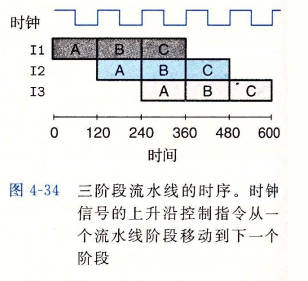 时钟
I1 A B C
I2 A B C
I3 A B C
0 120 240 360 480 600
时间
图 4-34 三阶段流水线的时序。时钟
信号的上升沿控制指令从一
个流水线阶段移动到下一个
阶段